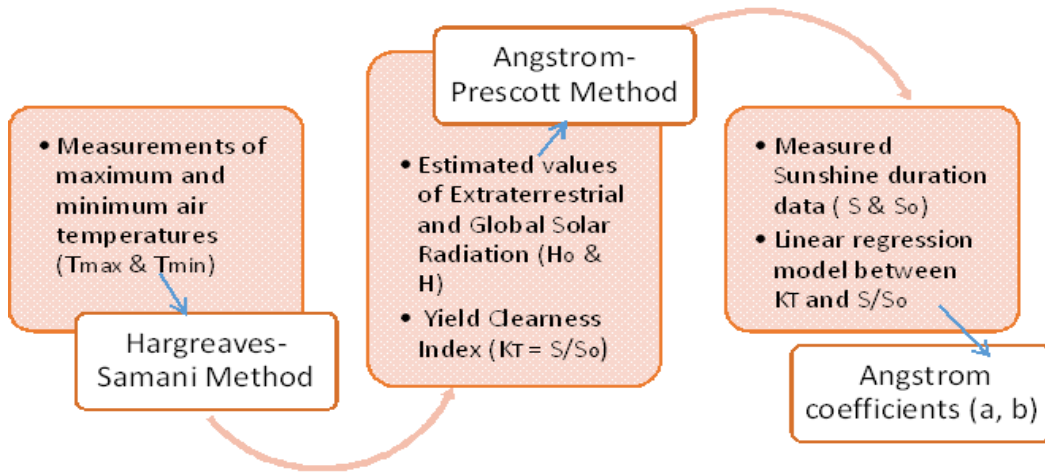 • Measurements of
maximum and
minimum air
temperatures
(Tmax & Tmin)
Hargreaves-
Samani Method
Angstrom-
Prescott Method
• Estimated values
of Extraterrestrial
and Global Solar
Radiation (Ho &
H)
• Yield Clearness
Index (KT = S/So)
• Measured
Sunshine duration
data ( S & So)
• Linear regression
model between
KT and S/So
Angstrom
coefficients (a, b)